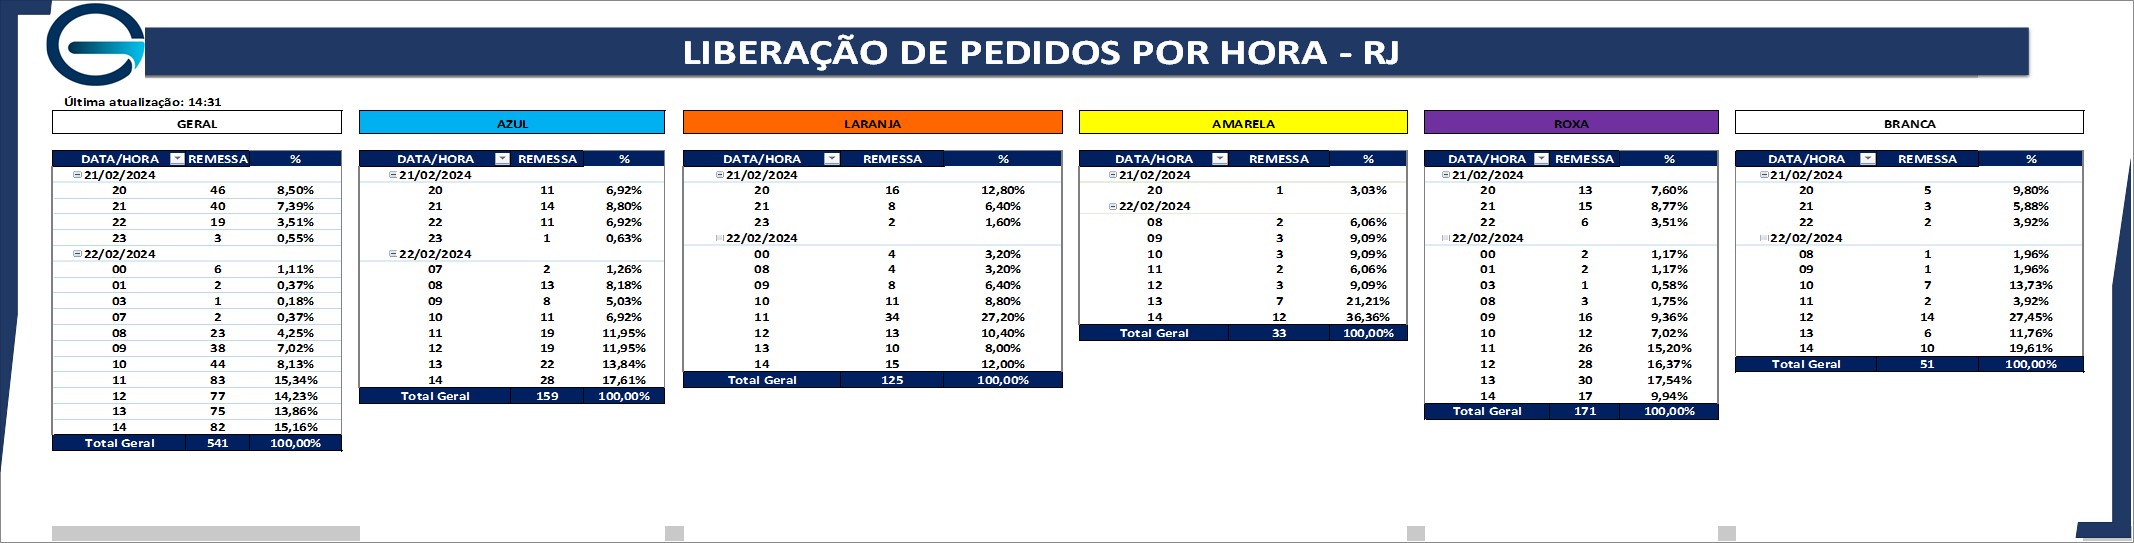 LIBERAÇÃO DE PEDIDOS POR HORA - RJ
Última atualização: 14:31
GERAL
DATA/HORA REMESSA %
21/02/2024
20 46 8,50%
21 40 7,39%
22 19 3,51%
23 3 0,55%
22/02/2024
00 6 1,11%
01 2 0,37%
03 1 0,18%
07 2 0,37%
08 23 4,25%
09 38 7,02%
10 44 8,13%
11 83 15,34%
12 77 14,23%
13 75 13,86%
14 82 15,16%
Total Geral 541 100,00%
AZUL
DATA/HORA REMESSA %
21/02/2024
20 11 6,92%
21 14 8,80%
22 11 6,92%
23 1 0,63%
22/02/2024
07 2 1,26%
08 13 8,18%
09 8 5,03%
10 11 6,92%
11 19 11,95%
12 19 11,95%
13 22 13,84%
14 28 17,61%
Total Geral 159 100,00%
LARANJA
DATA/HORA REMESSA %
21/02/2024
20 16 12,80%
21 8 6,40%
23 2 1,60%
22/02/2024
00 4 3,20%
08 4 3,20%
09 8 6,40%
10 11 8,80%
11 34 27,20%
12 13 10,40%
13 10 8,00%
14 15 12,00%
Total Geral 125 100,00%
AMARELA
DATA/HORA REMESSA %
21/02/2024
20 1 3,03%
22/02/2024
08 2 6,06%
09 3 9,09%
10 3 9,09%
11 2 6,06%
12 3 9,09%
13 7 21,21%
14 12 36,36%
Total Geral 33 100,00%
ROXA
DATA/HORA REMESSA %
21/02/2024
20 13 7,60%
21 15 8,77%
22 6 3,51%
22/02/2024
00 2 1,17%
01 2 1,17%
03 1 0,58%
08 3 1,75%
09 16 9,36%
10 12 7,02%
11 26 15,20%
12 28 16,37%
13 30 17,54%
14 17 9,94%
Total Geral 171 100,00%
BRANCA
DATA/HORA REMESSA %
21/02/2024
20 5 9,80%
21 3 5,88%
22 2 3,92%
22/02/2024
08 1 1,96%
09 1 1,96%
10 7 13,73%
11 2 3,92%
12 14 27,45%
13 6 11,76%
14 10 19,61%
Total Geral 51 100,00%